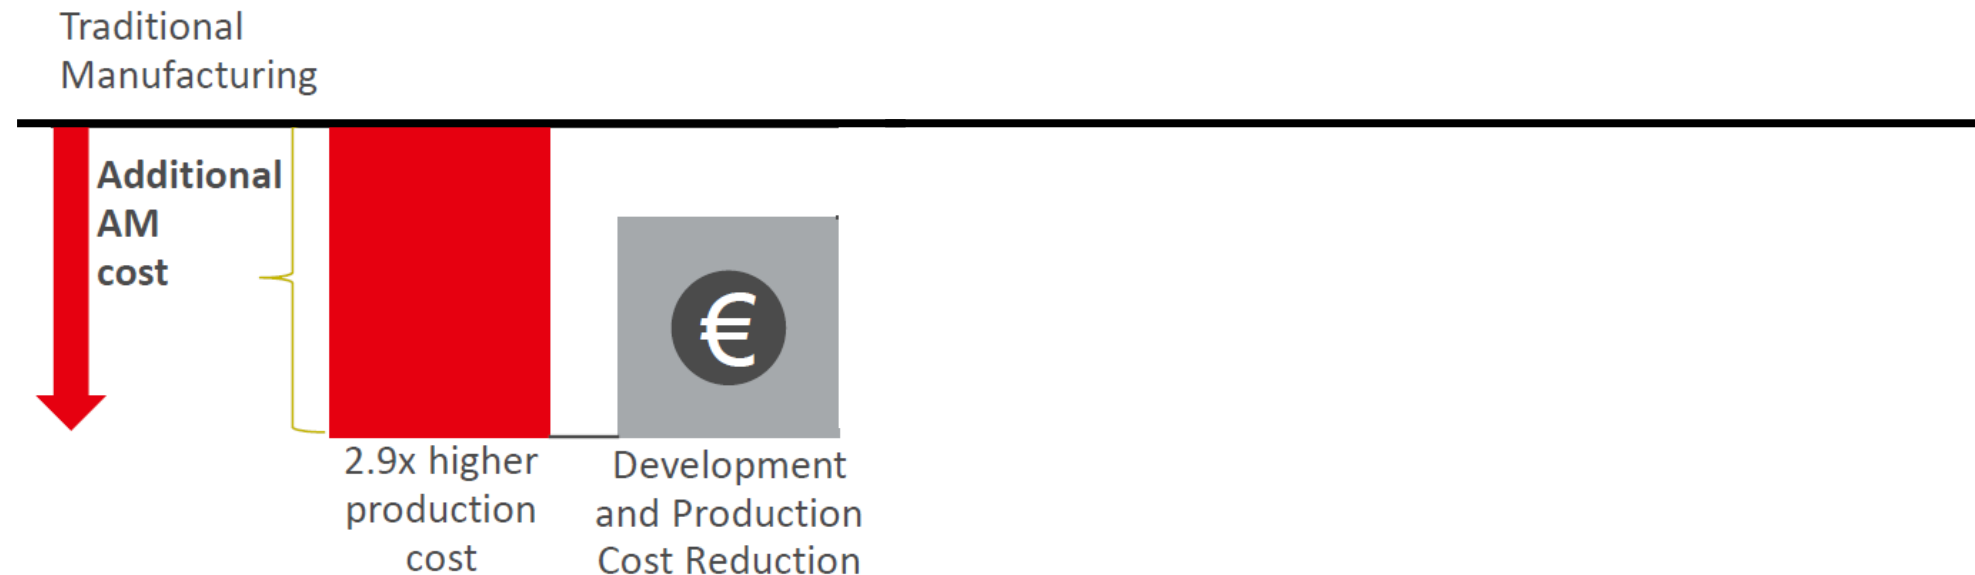 Traditional
Manufacturing
Additional
AM
cost
€
2.9x higher
production
cost
Development
and Production
Cost Reduction